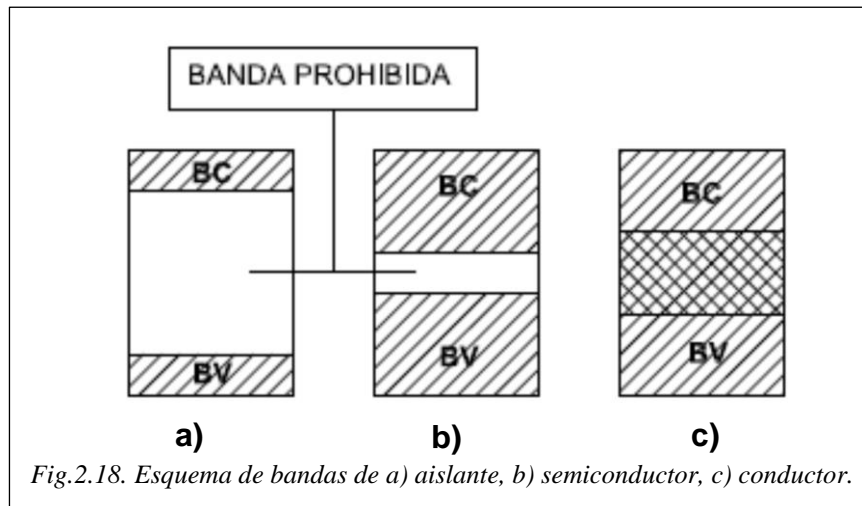 BANDA PROHIBIDA
BC
BC
BC
BV
BV
BV
a)
b)
c)
Fig.2.18. Esquema de bandas de a) aislante, b) semiconductor, c) conductor.